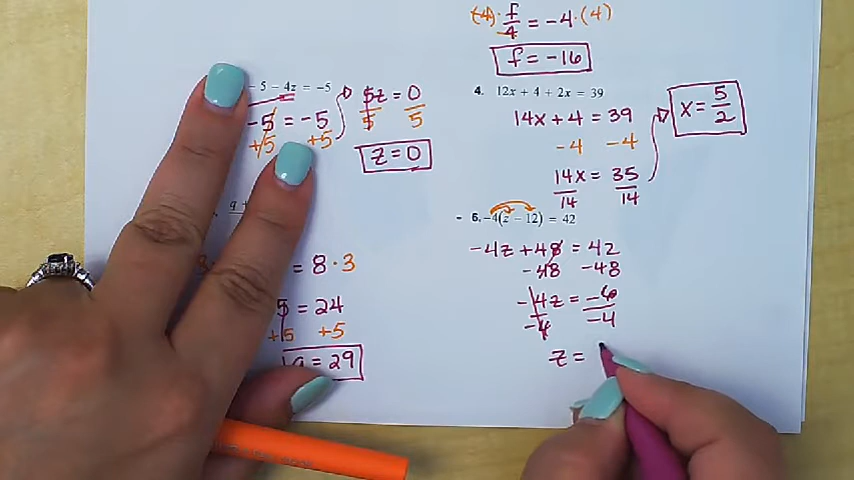 - 5 - 4z = -5
-5 = -5
+5 +5
5z = 0
5 5
z = 0
= 8 · 3
5 = 24
+5 +5
q = 29
(-4) · f/4 = -4 · (4)
f = -16
4. 12x + 4 + 2x = 39
14x + 4 = 39
-4 -4
14x = 35
14 14
x = 5/2
6. -4(z - 12) = 42
-4z + 48 = 42
-48 -48
-4z = -6
-4 -4
z =